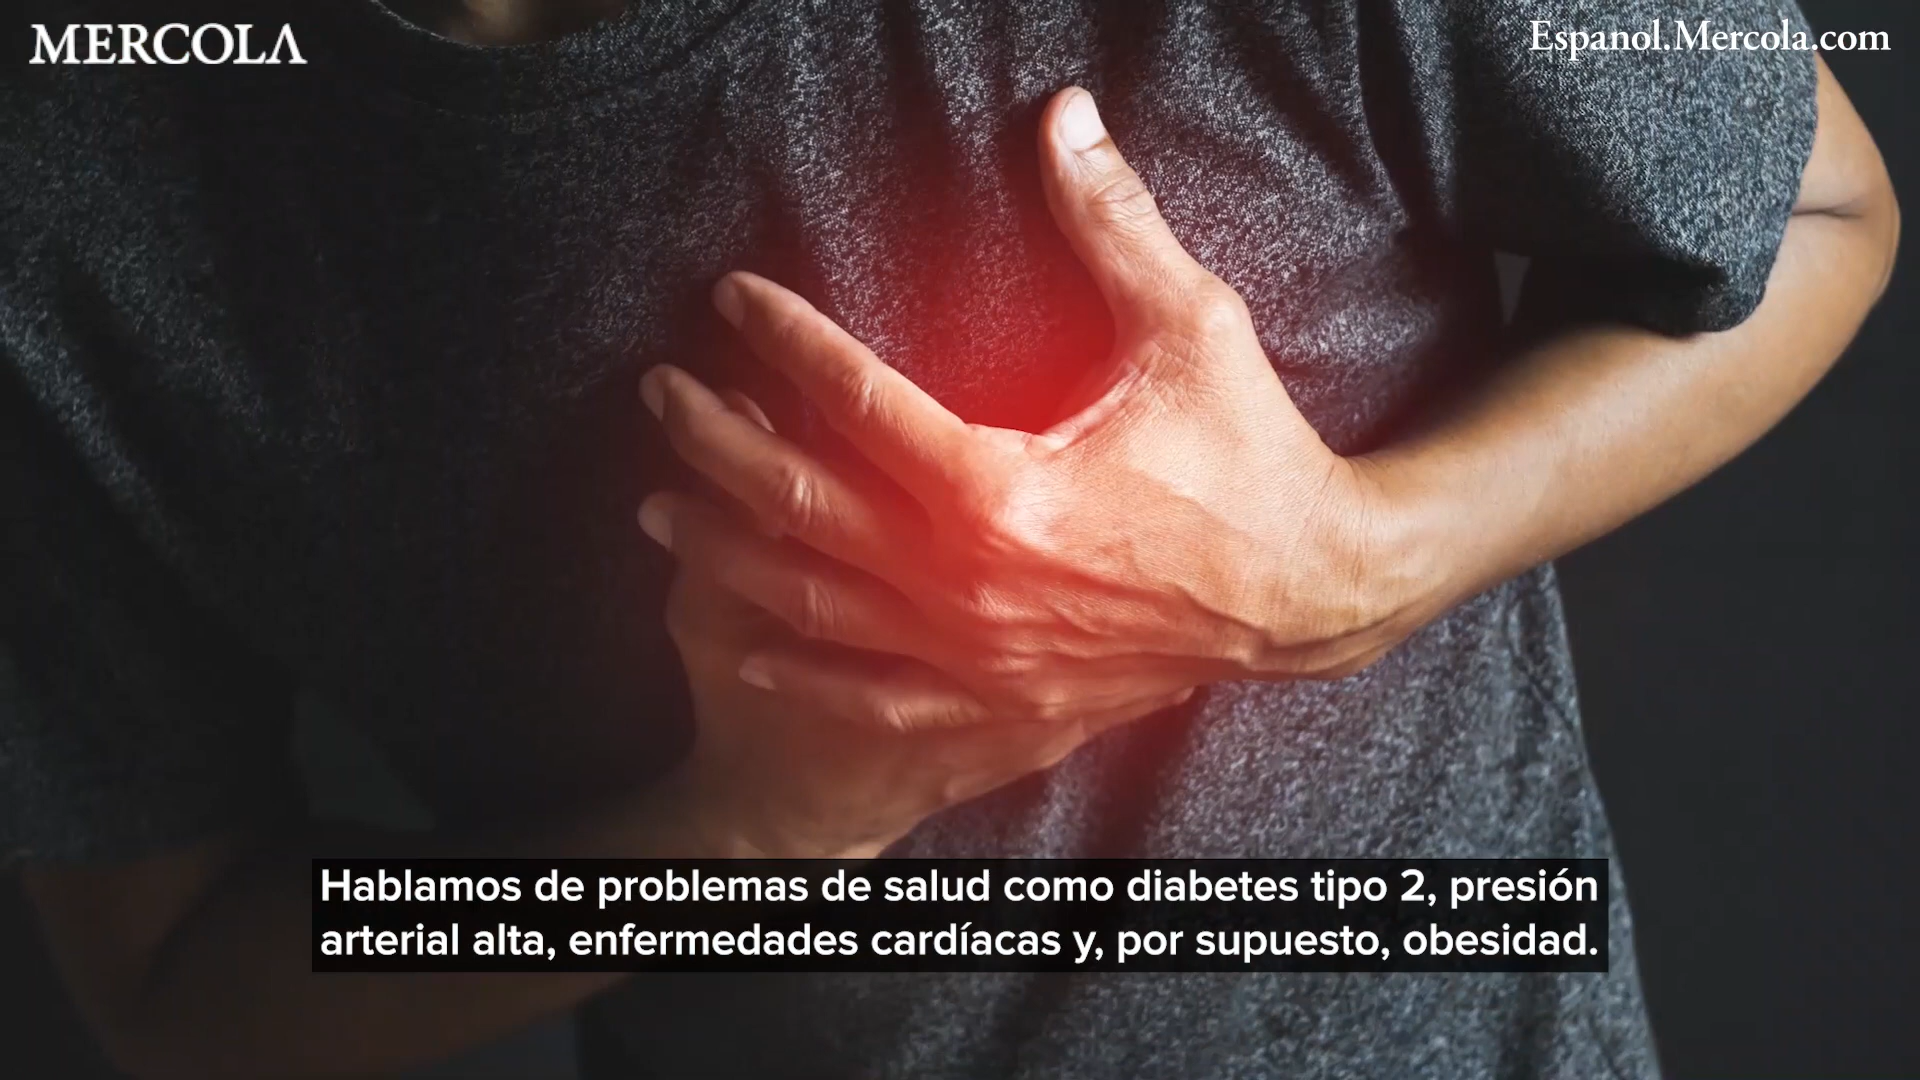 MERCOLA
Espanol.Mercola.com
Hablamos de problemas de salud como diabetes tipo 2, presión
arterial alta, enfermedades cardíacas y, por supuesto, obesidad.